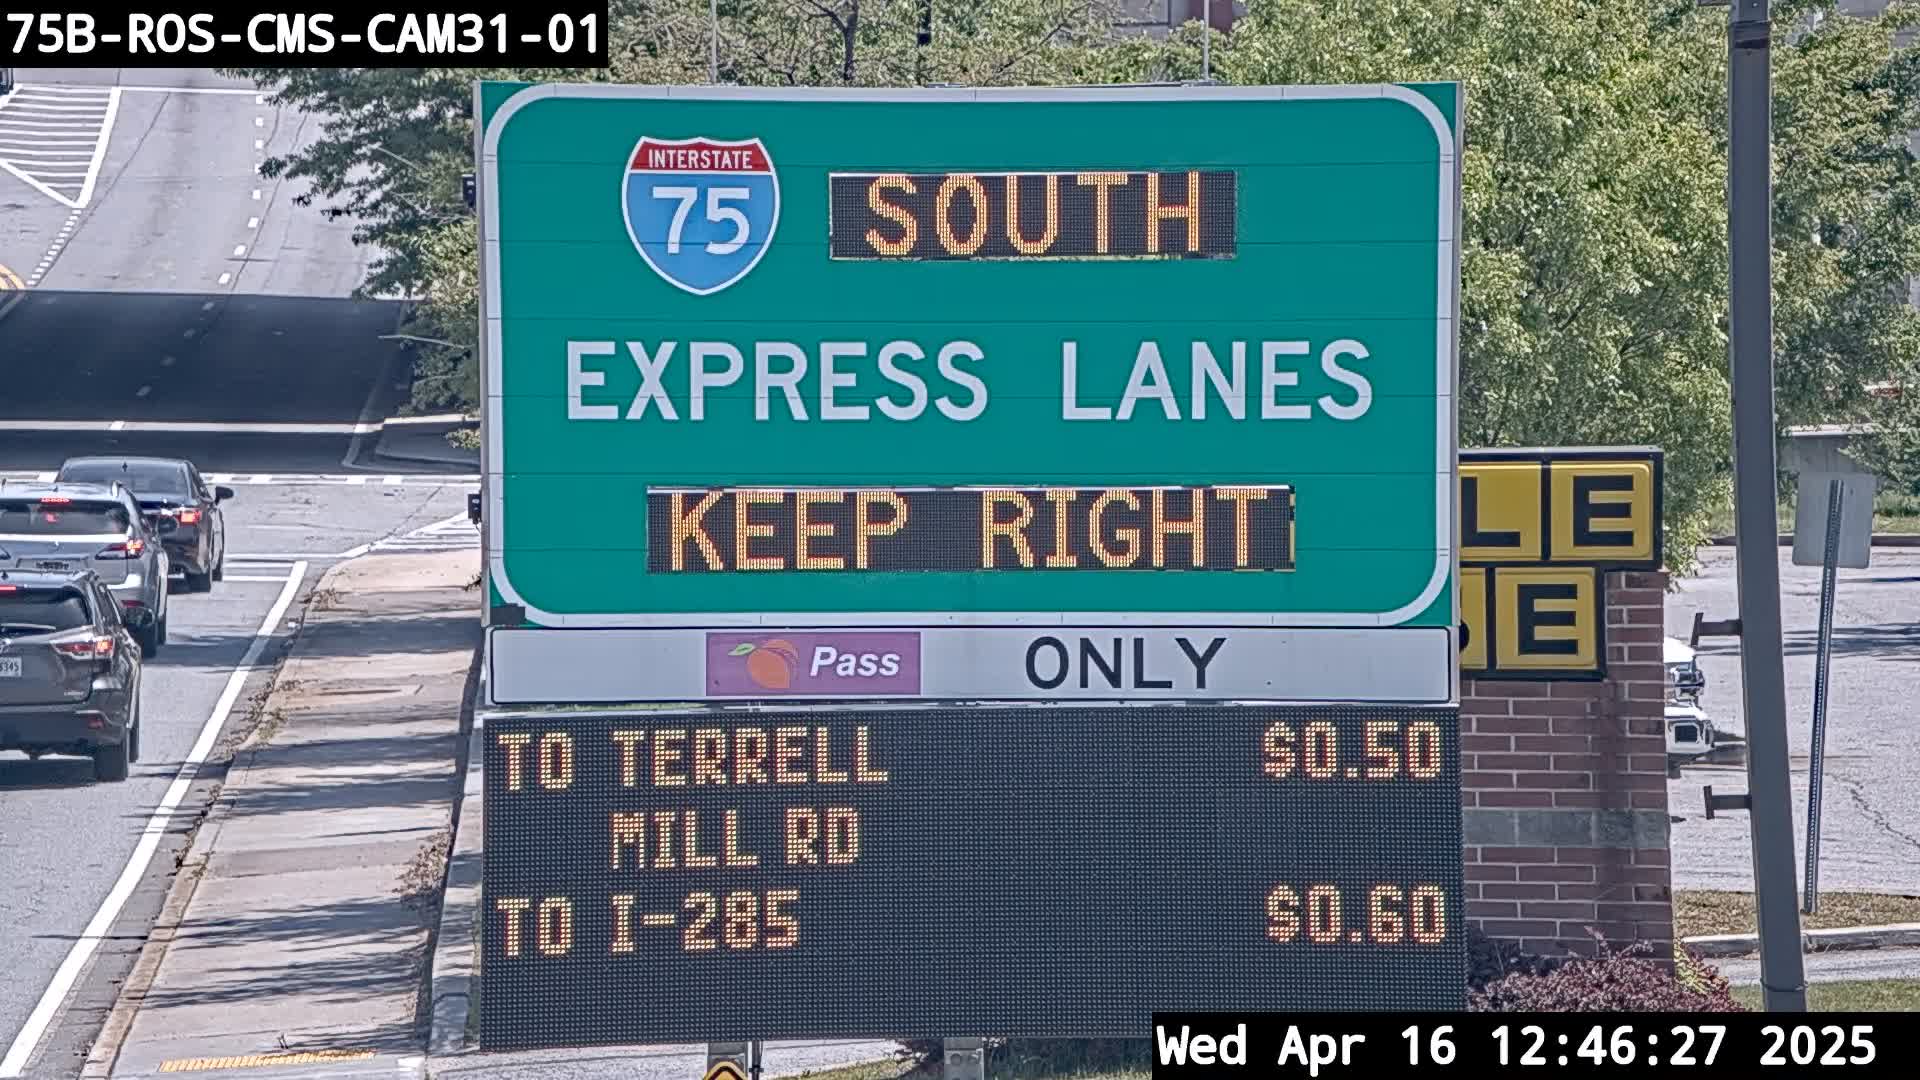 75B-ROS-CMS-CAM31-01
INTERSTATE
75
SOUTH
EXPRESS LANES
KEEP RIGHT
Pass ONLY
TO TERRELL $0.50
MILL RD
TO I-285 $0.60
LE
E
Wed Apr 16 12:46:27 2025